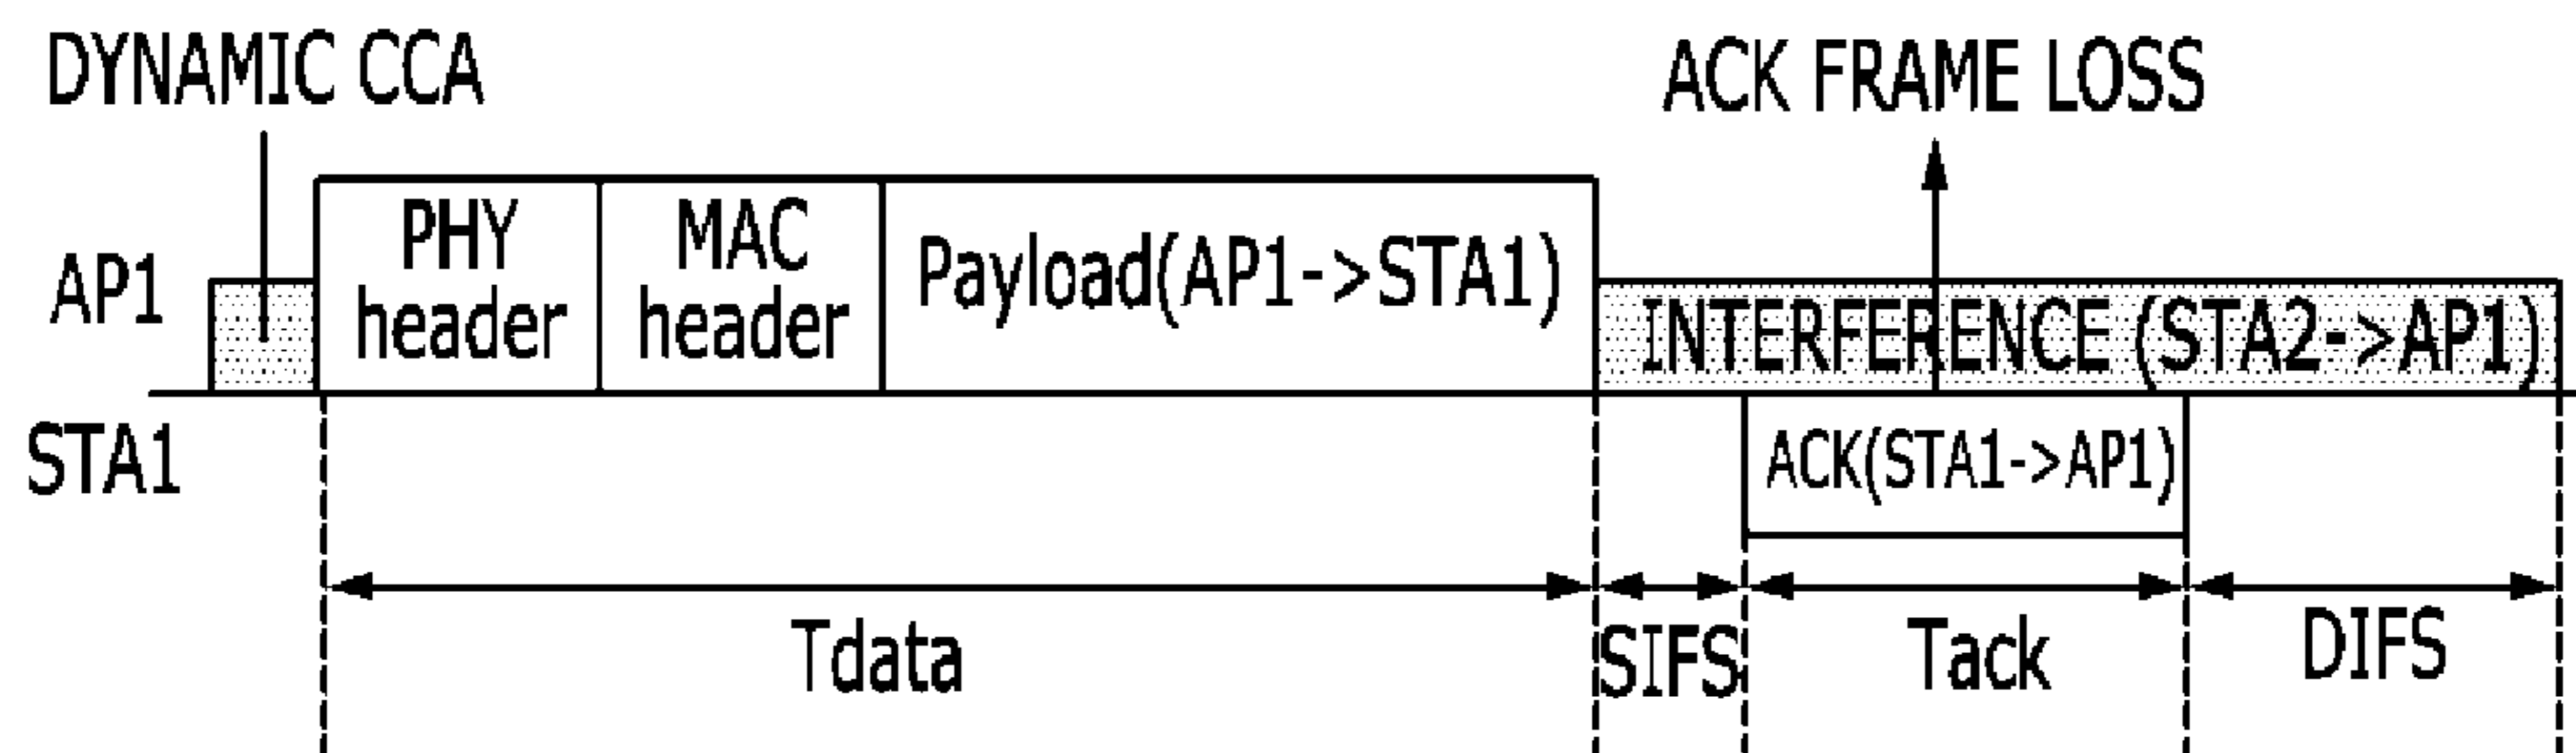 DYNAMIC CCA
ACK FRAME LOSS
AP1
PHY
header
MAC
header
Payload(AP1->STA1)
INTERFERENCE (STA2->AP1)
STA1
ACK(STA1->AP1)
Tdata
SIFS
Tack
DIFS